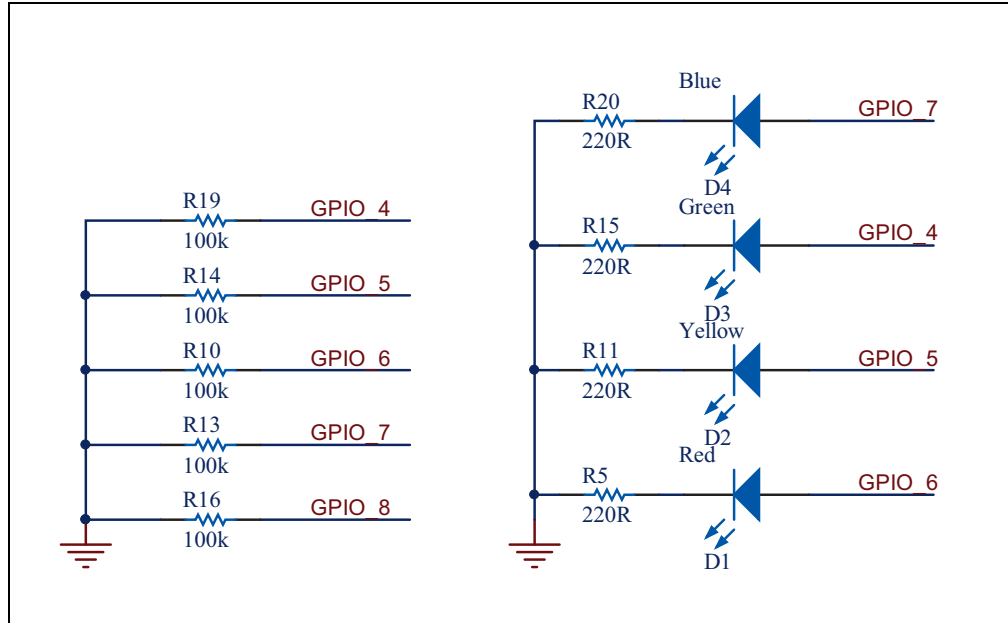 R19
GPIO_4
100k
R14
GPIO_5
100k
R10
GPIO_6
100k
R13
GPIO_7
100k
R16
GPIO_8
100k
Blue
R20
GPIO_7
220R
D4
Green
R15
GPIO_4
220R
D3
Yellow
R11
GPIO_5
220R
D2
Red
R5
GPIO_6
220R
D1